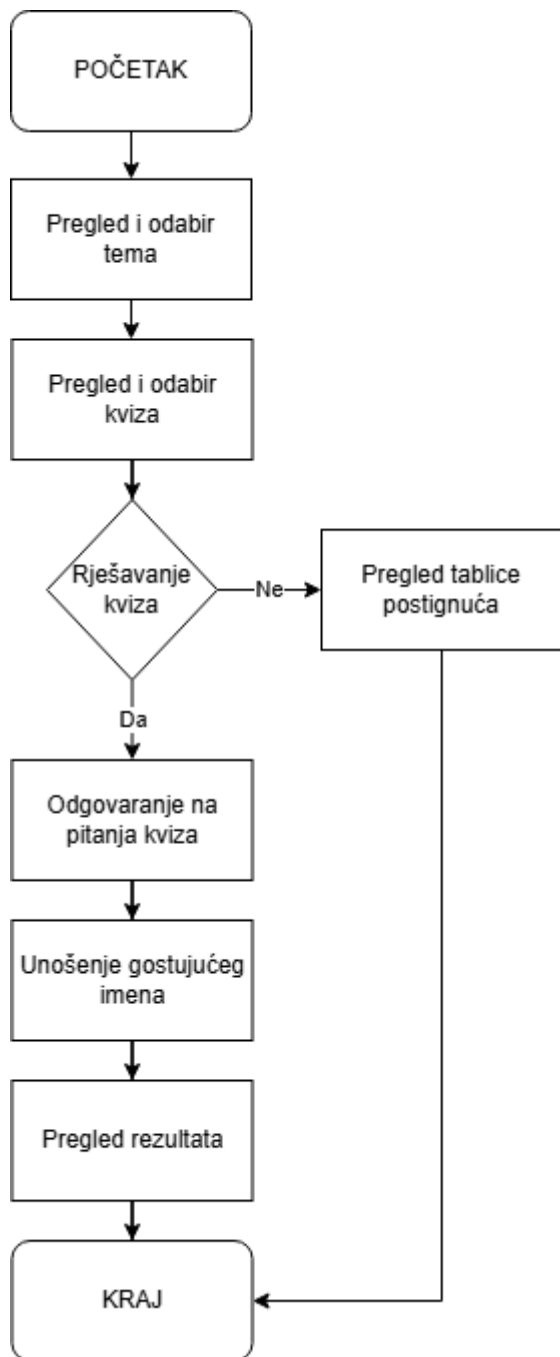 POČETAK
Pregled i odabir
tema
Pregled i odabir
kviza
Rješavanje
kviza
Ne
Pregled tablice
postignuća
Da
Odgovaranje na
pitanja kviza
Unošenje gostujućeg
imena
Pregled rezultata
KRAJ